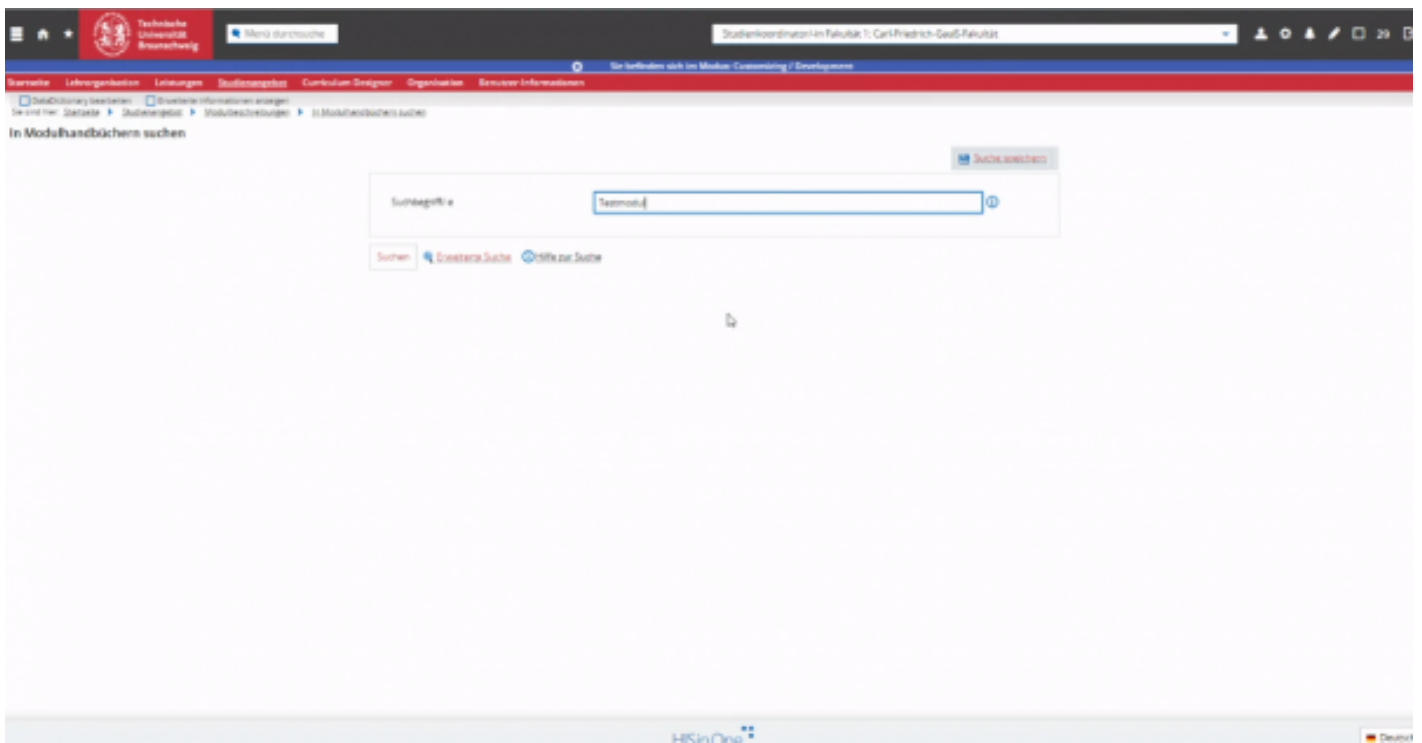 Technische
Universität
Braunschweig
Menü durchsuche
Studienkoordinator/-in Fakultät 1: Carl-Friedrich-Gauß-Fakultät
29
Sie befinden sich im Modus: Customizing / Development
Startseite Lehrorganisation Leistungen Studienangebot Curriculum Designer Organisation Benutzer-Informationen
DataDictionary bearbeiten Erweiterte Informationen anzeigen
Sie sind hier: Startseite Studienangebot Modulbeschreibungen In Modulhandbüchern suchen
In Modulhandbüchern suchen
Suche speichern
Suchbegriff/-e Testmodul
Suchen Erweiterte Suche Hilfe zur Suche
HISinOne
Deutsch